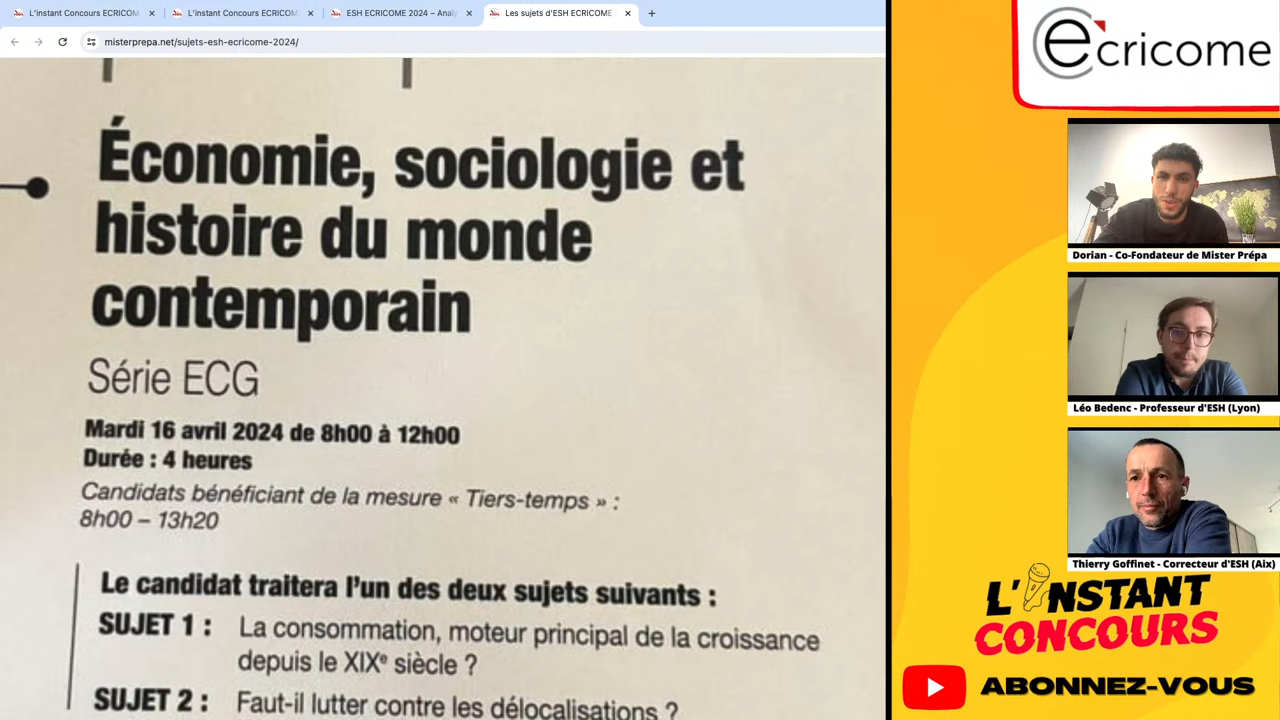 L'instant Concours ECRICOM
L'instant Concours ECRICOM
ESH ECRICOME 2024 – Analy
Les sujets d'ESH ECRICOME
misterprepa.net/sujets-esh-ecricome-2024/
Économie, sociologie et
histoire du monde
contemporain
Série ECG
Mardi 16 avril 2024 de 8h00 à 12h00
Durée : 4 heures
Candidats bénéficiant de la mesure « Tiers-temps » :
8h00 – 13h20
Le candidat traitera l'un des deux sujets suivants :
SUJET 1 : La consommation, moteur principal de la croissance
depuis le XIXe siècle ?
SUJET 2 : Faut-il lutter contre les délocalisations ?
ecricome
Dorian - Co-Fondateur de Mister Prépa
Léo Bedenc - Professeur d'ESH (Lyon)
Thierry Goffinet - Correcteur d'ESH (Aix)
L'INSTANT
CONCOURS
ABONNEZ-VOUS